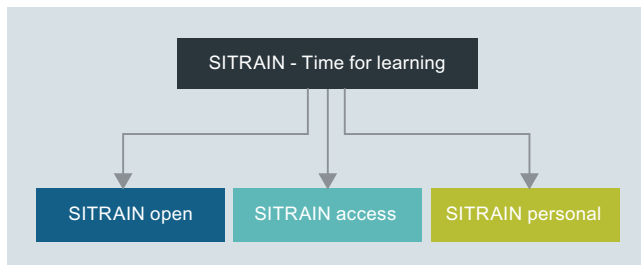 SITRAIN - Time for learning
SITRAIN open
SITRAIN access
SITRAIN personal